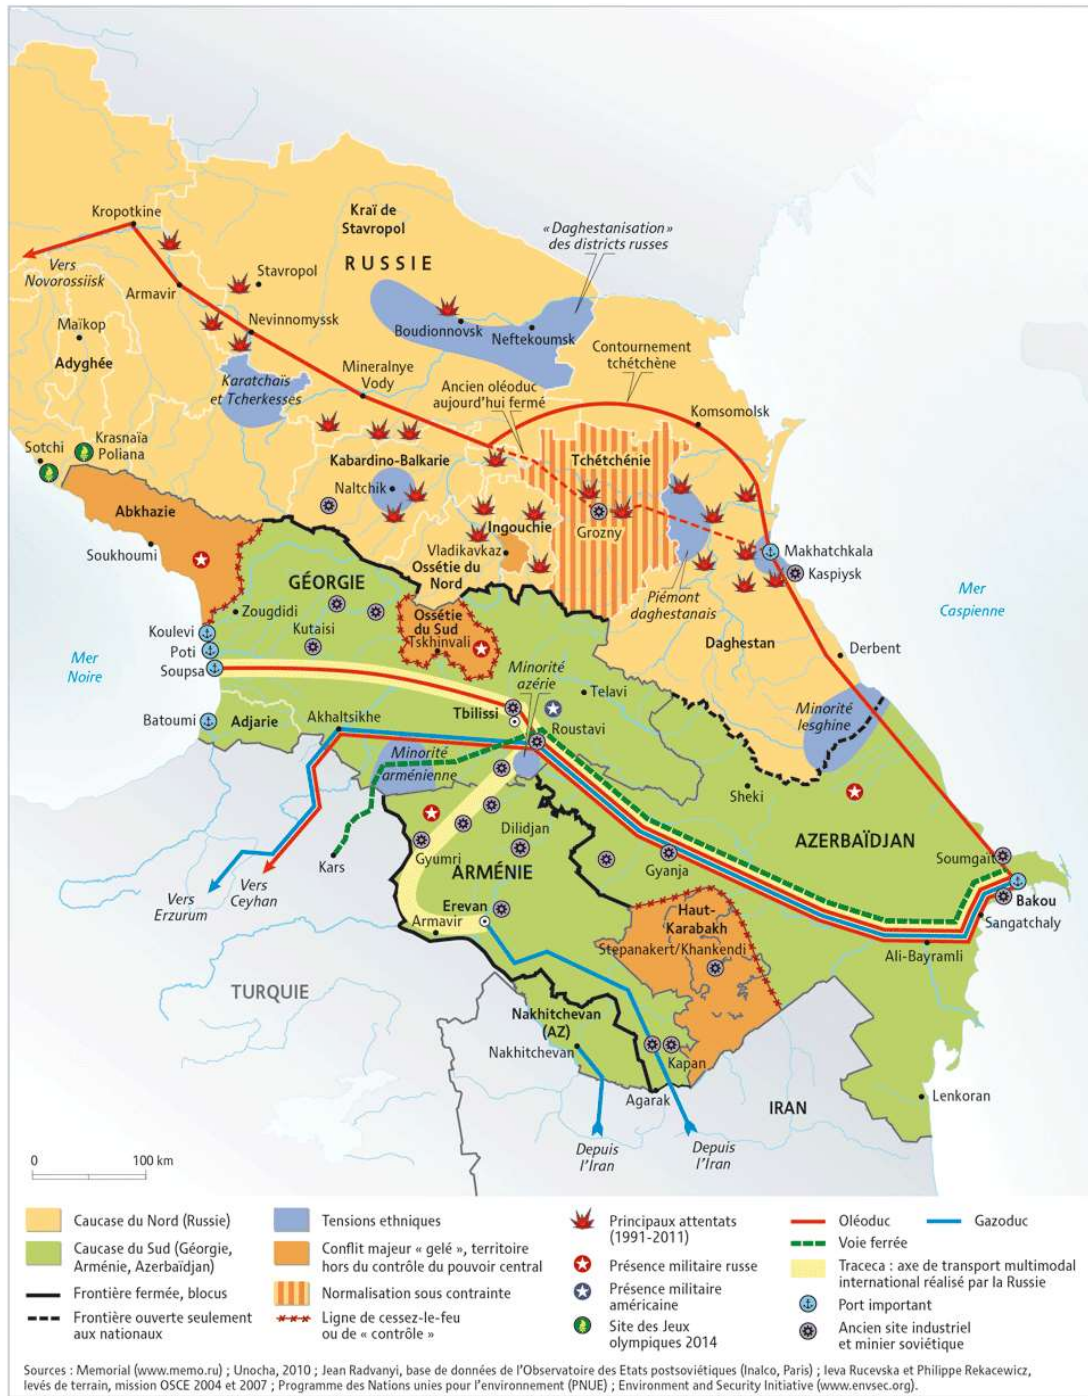 Kropotkine
Vers
Novorossiisk
Armavir
Maïkop
Adyghée
Stavropol
Kraï de
Stavropol
RUSSIE
Nevinnomyssk
Karatchaïs
et Tcherkesses
« Daghestanisation »
des districts russes
Boudionnovsk
Neftekoumsk
Mineralnye
Vody
Contournement
tchétchène
Ancien oléoduc
aujourd'hui fermé
Komsomolsk
Sotchi
Krasnaïa
Poliana
Kabardino-Balkarie
Naltchik
Tchétchénie
Grozny
Abkhazie
Soukhoumi
Ingouchie
Vladikavkaz
Ossétie du
Nord
Makhatchkala
Kaspiysk
Piémont
daghestanais
Mer
Caspienne
GÉORGIE
Zougdidi
Kutaisi
Ossétie
du Sud
Tskhinvali
Daghestan
Derbent
Koulevi
Poti
Soupsa
Mer
Noire
Minorité
azérie
Telavi
Minorité
lesghine
Batoumi
Adjarie
Akhaltsikhe
Tbilissi
Roustavi
Minorité
arménienne
Sheki
Kars
Vers
Erzurum
Vers
Ceyhan
Gyumri
Dilidjan
ARMÉNIE
Gyanja
AZERBAÏDJAN
Soumgaït
Bakou
Sangatchaly
Ali-Bayramli
Erevan
Armavir
Haut-
Karabakh
Stepanakert/Khankendi
TURQUIE
Nakhitchevan
(AZ)
Nakhitchevan
Kapan
Agarak
IRAN
Lenkoran
Depuis
l'Iran
Depuis
l'Iran
0 100 km
Caucase du Nord (Russie)
Caucase du Sud (Géorgie,
Arménie, Azerbaïdjan)
Frontière fermée, blocus
Frontière ouverte seulement
aux nationaux
Tensions ethniques
Conflit majeur « gelé », territoire
hors du contrôle du pouvoir central
Normalisation sous contrainte
Ligne de cessez-le-feu
ou de « contrôle »
Principaux attentats
(1991-2011)
Présence militaire russe
Présence militaire
américaine
Site des Jeux
olympiques 2014
Oléoduc Gazoduc
Voie ferrée
Traceca : axe de transport multimodal
international réalisé par la Russie
Port important
Ancien site industriel
et minier soviétique
Sources : Memorial (www.memo.ru) ; Unocha, 2010 ; Jean Radvanyi, base de données de l'Observatoire des Etats postsoviétiques (Inalco, Paris) ; Ieva Rucevska et Philippe Rekacewicz,
levés de terrain, mission OSCE 2004 et 2007 ; Programme des Nations unies pour l'environnement (PNUE) ; Environment and Security Initiative (www.envsec.org).